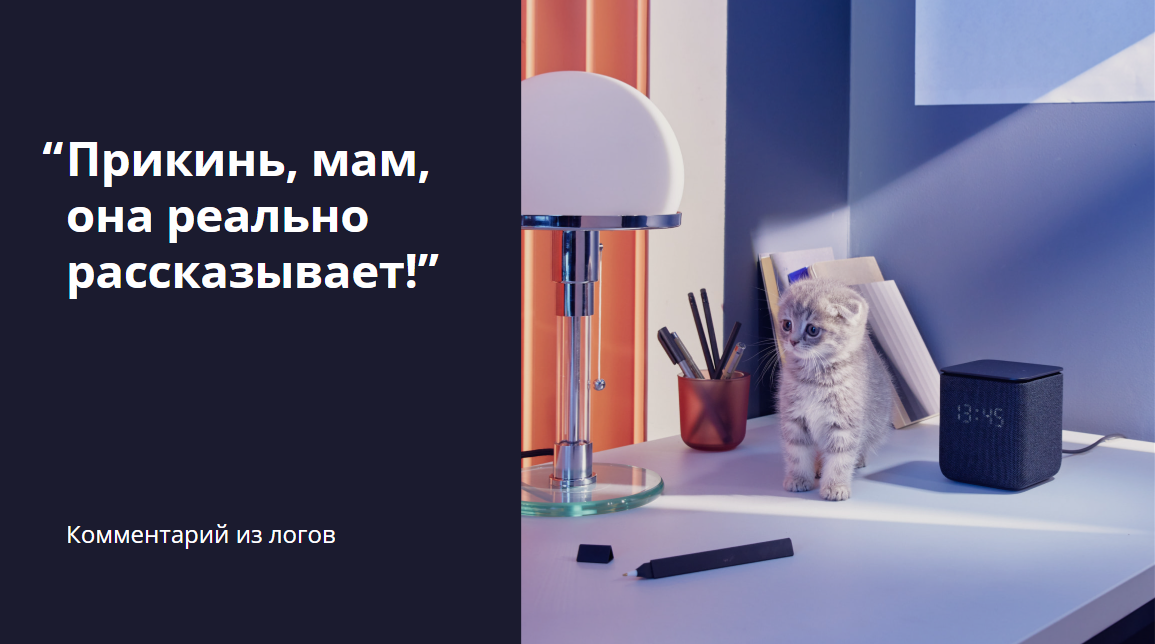 “Прикинь, мам,
она реально
рассказывает!”
Комментарий из логов
13:45